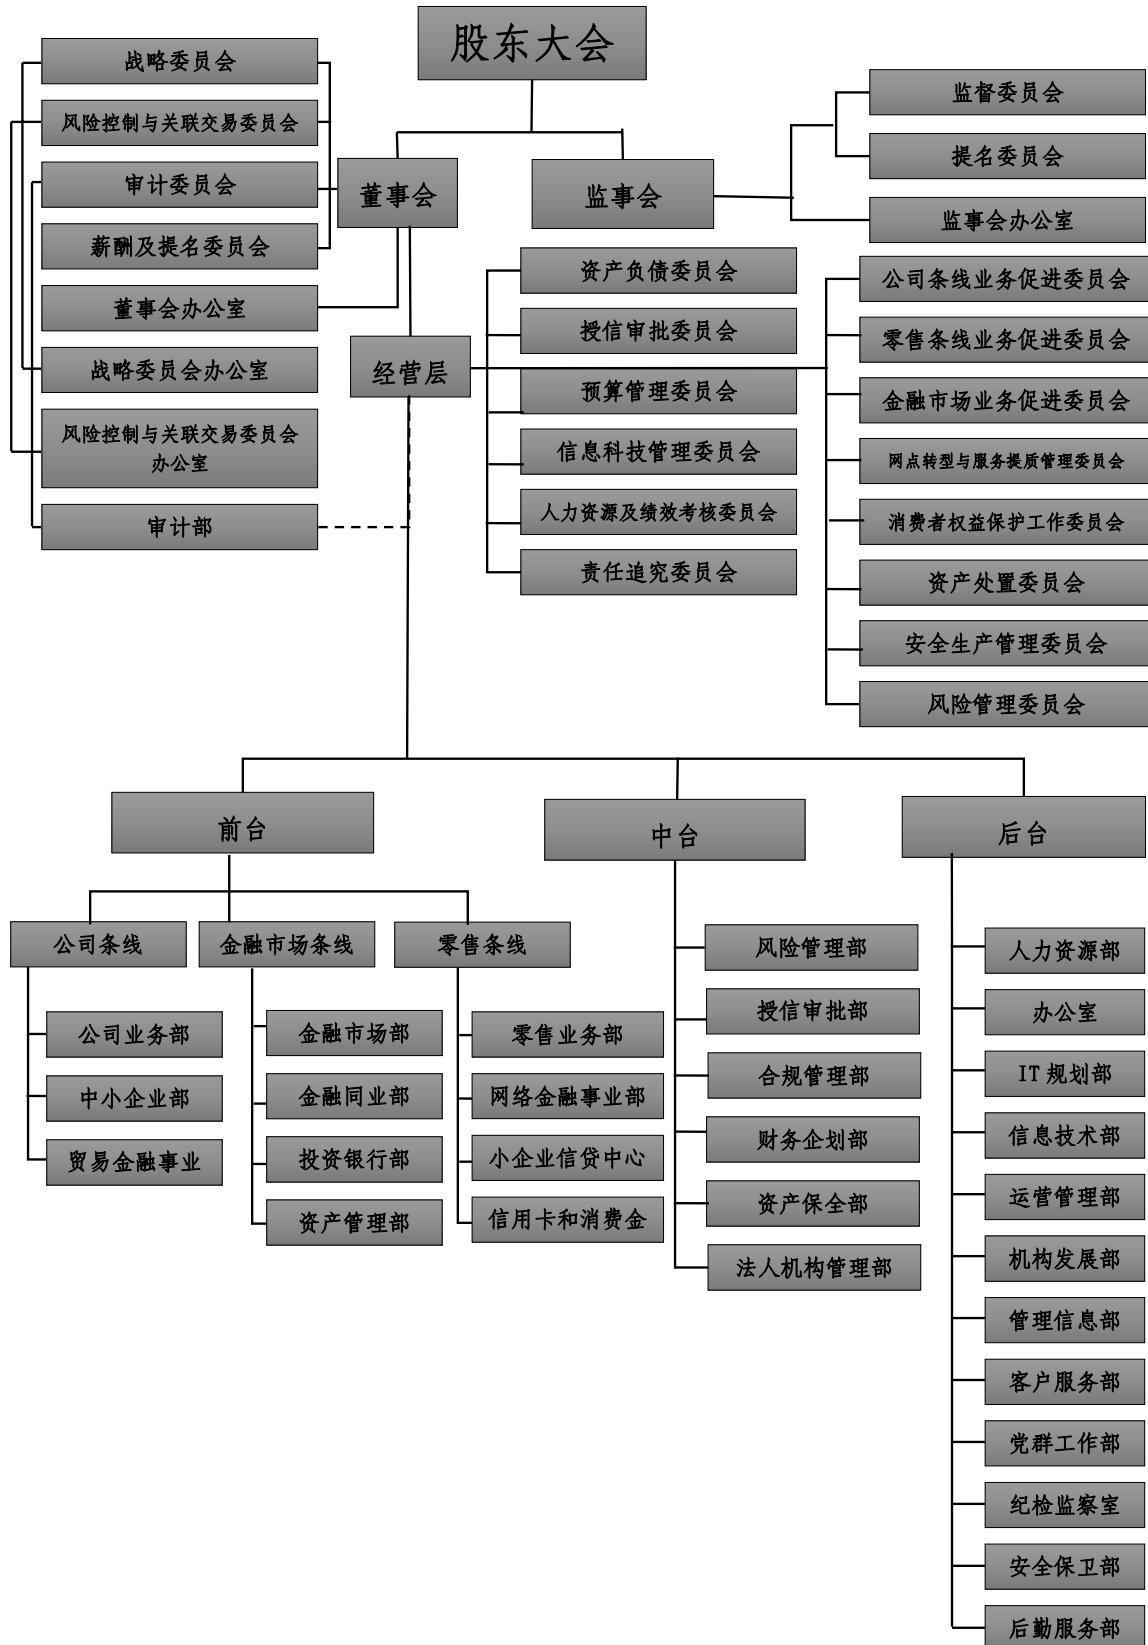 股东大会
战略委员会
风险控制与关联交易委员会
审计委员会
薪酬及提名委员会
董事会办公室
战略委员会办公室
风险控制与关联交易委员会
办公室
审计部
董事会
监事会
监督委员会
提名委员会
监事会办公室
经营层
资产负债委员会
授信审批委员会
预算管理委员会
信息科技管理委员会
人力资源及绩效考核委员会
责任追究委员会
公司条线业务促进委员会
零售条线业务促进委员会
金融市场业务促进委员会
网点转型与服务提质管理委员会
消费者权益保护工作委员会
资产处置委员会
安全生产管理委员会
风险管理委员会
前台
中台
后台
公司条线
金融市场条线
零售条线
公司业务部
中小企业部
贸易金融事业
金融市场部
金融同业部
投资银行部
资产管理部
零售业务部
网络金融事业部
小企业信贷中心
信用卡和消费金
风险管理部
授信审批部
合规管理部
财务企划部
资产保全部
法人机构管理部
人力资源部
办公室
IT 规划部
信息技术部
运营管理部
机构发展部
管理信息部
客户服务部
党群工作部
纪检监察室
安全保卫部
后勤服务部